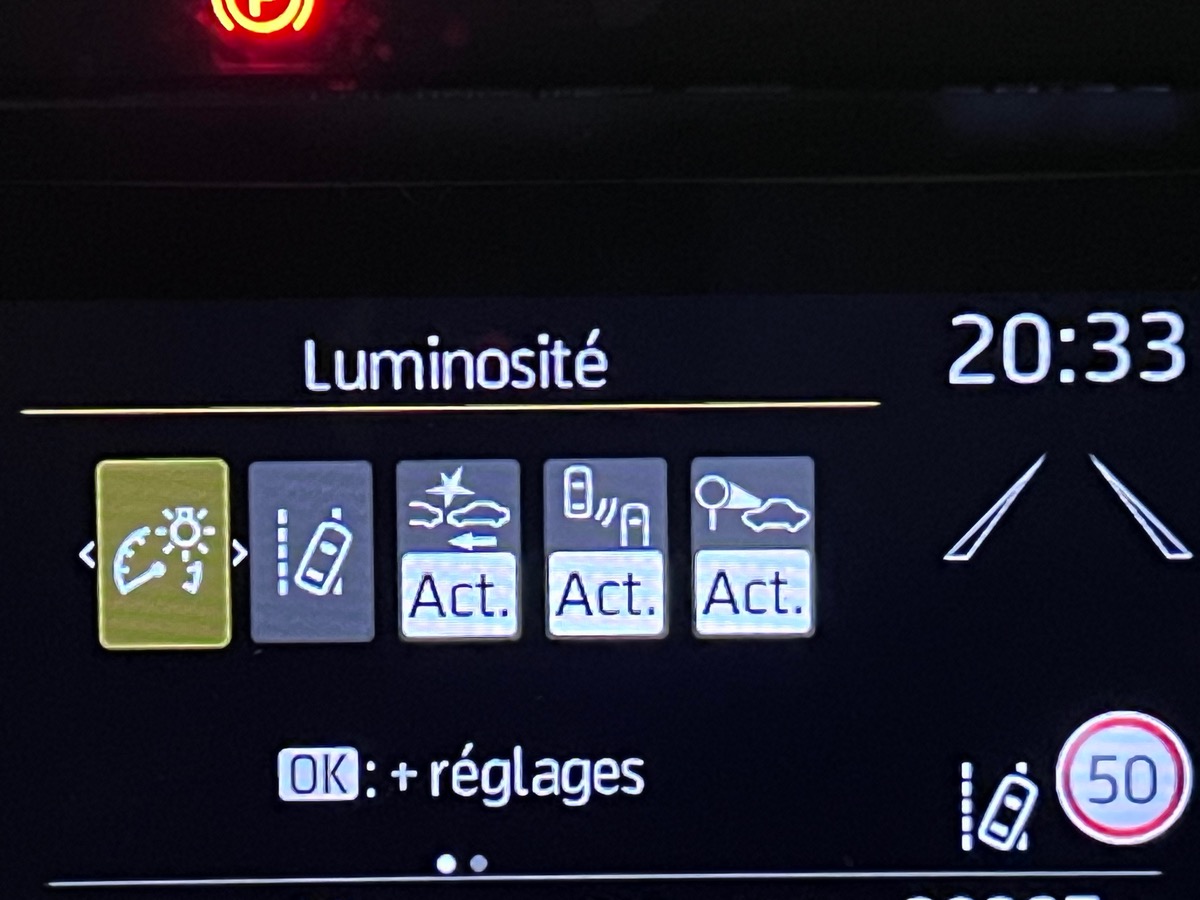 Luminosité
20:33
Act. Act. Act.
OK : + réglages
50